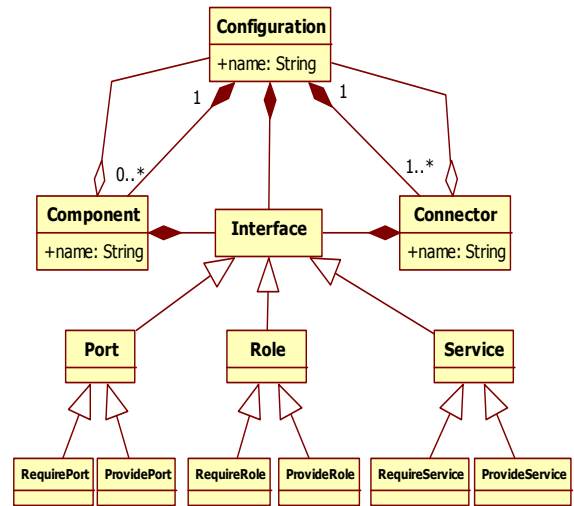 Configuration
+name: String
1
1
0..*
1..*
Component
+name: String
Interface
Connector
+name: String
Port
Role
Service
RequirePort
ProvidePort
RequireRole
ProvideRole
RequireService
ProvideService